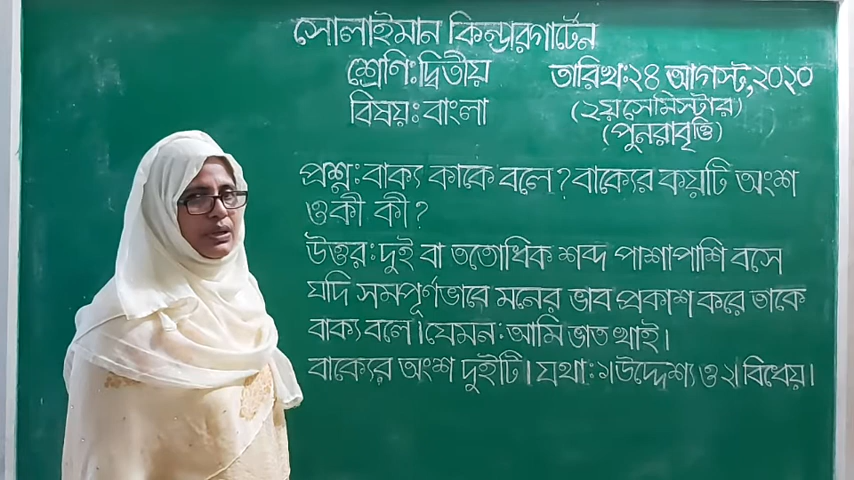 সোলাইমান কিন্ডারগার্টেন
শ্রেণি:দ্বিতীয় তারিখ:২৪ আগস্ট,২০২০
বিষয়:বাংলা (২য়সেমিস্টার)
(পুনরাবৃত্তি)
প্রশ্ন:বাক্য কাকে বলে?বাক্যের কয়টি অংশ
ও কী কী?
উত্তর:দুই বা ততোধিক শব্দ পাশাপাশি বসে
যদি সম্পূর্ণভাবে মনের ভাব প্রকাশ করে তাকে
বাক্য বলে।যেমন:আমি ভাত খাই।
বাক্যের অংশ দুইটি।যথা:১।উদ্দেশ্য ও ২।বিধেয়।